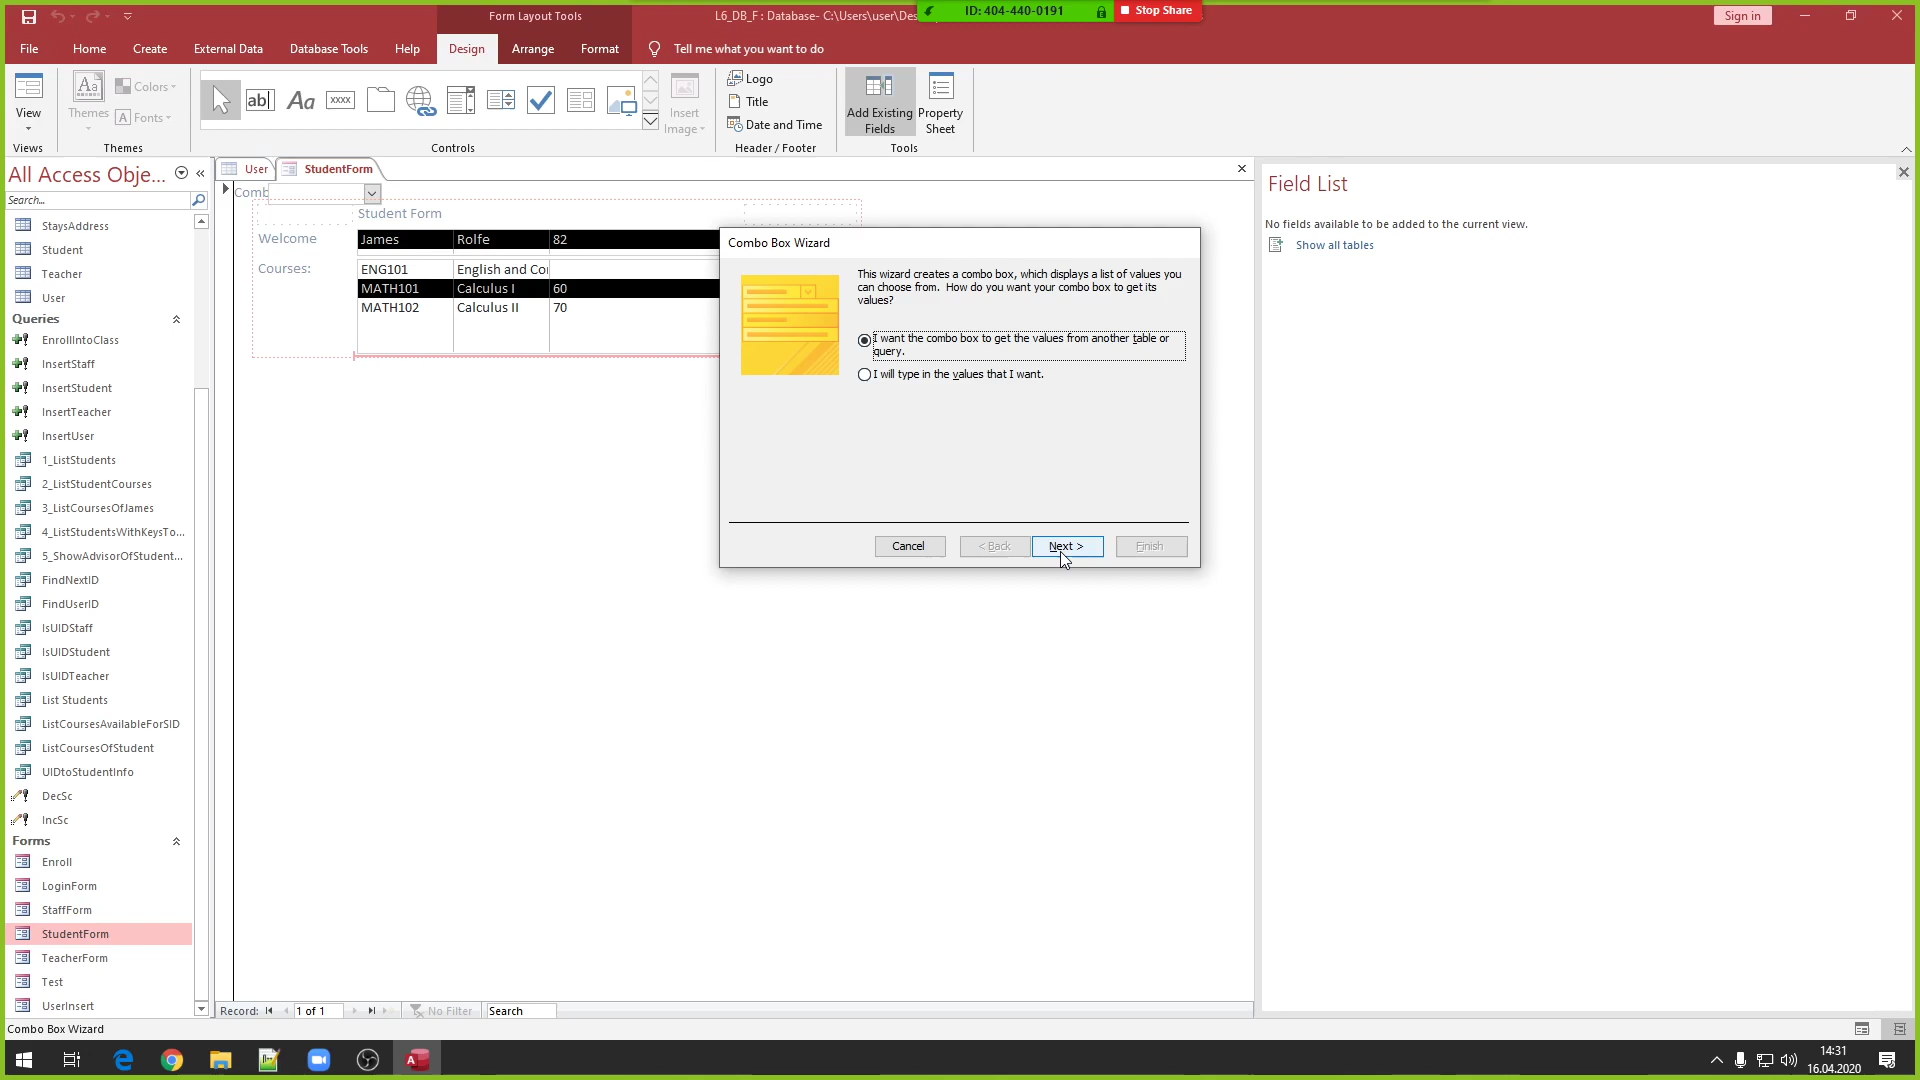 Form Layout Tools
L6_DB_F : Database- C:\Users\user\Des
ID: 404-440-0191
Stop Share
Sign in
File
Home
Create
External Data
Database Tools
Help
Design
Arrange
Format
Tell me what you want to do
View
Themes
Colors
Fonts
ab|
Aa
xxxx
Insert
Image
Logo
Title
Date and Time
Add Existing
Fields
Property
Sheet
Views
Themes
Controls
Header / Footer
Tools
All Access Obje...
Search...
StaysAddress
Student
Teacher
User
Queries
EnrollIntoClass
InsertStaff
InsertStudent
InsertTeacher
InsertUser
1_ListStudents
2_ListStudentCourses
3_ListCoursesOfJames
4_ListStudentsWithKeysTo...
5_ShowAdvisorOfStudent...
FindNextID
FindUserID
IsUIDStaff
IsUIDStudent
IsUIDTeacher
List Students
ListCoursesAvailableForSID
ListCoursesOfStudent
UIDtoStudentInfo
DecSc
IncSc
Forms
Enroll
LoginForm
StaffForm
StudentForm
TeacherForm
Test
UserInsert
User
StudentForm
Comb
Student Form
Welcome
James Rolfe 82
Courses:
ENG101 English and Co
MATH101 Calculus I 60
MATH102 Calculus II 70
Combo Box Wizard
This wizard creates a combo box, which displays a list of values you
can choose from. How do you want your combo box to get its
values?
I want the combo box to get the values from another table or
query.
I will type in the values that I want.
Cancel
< Back
Next >
Finish
Field List
No fields available to be added to the current view.
Show all tables
Record:
1 of 1
No Filter
Search
Combo Box Wizard
14:31
16.04.2020